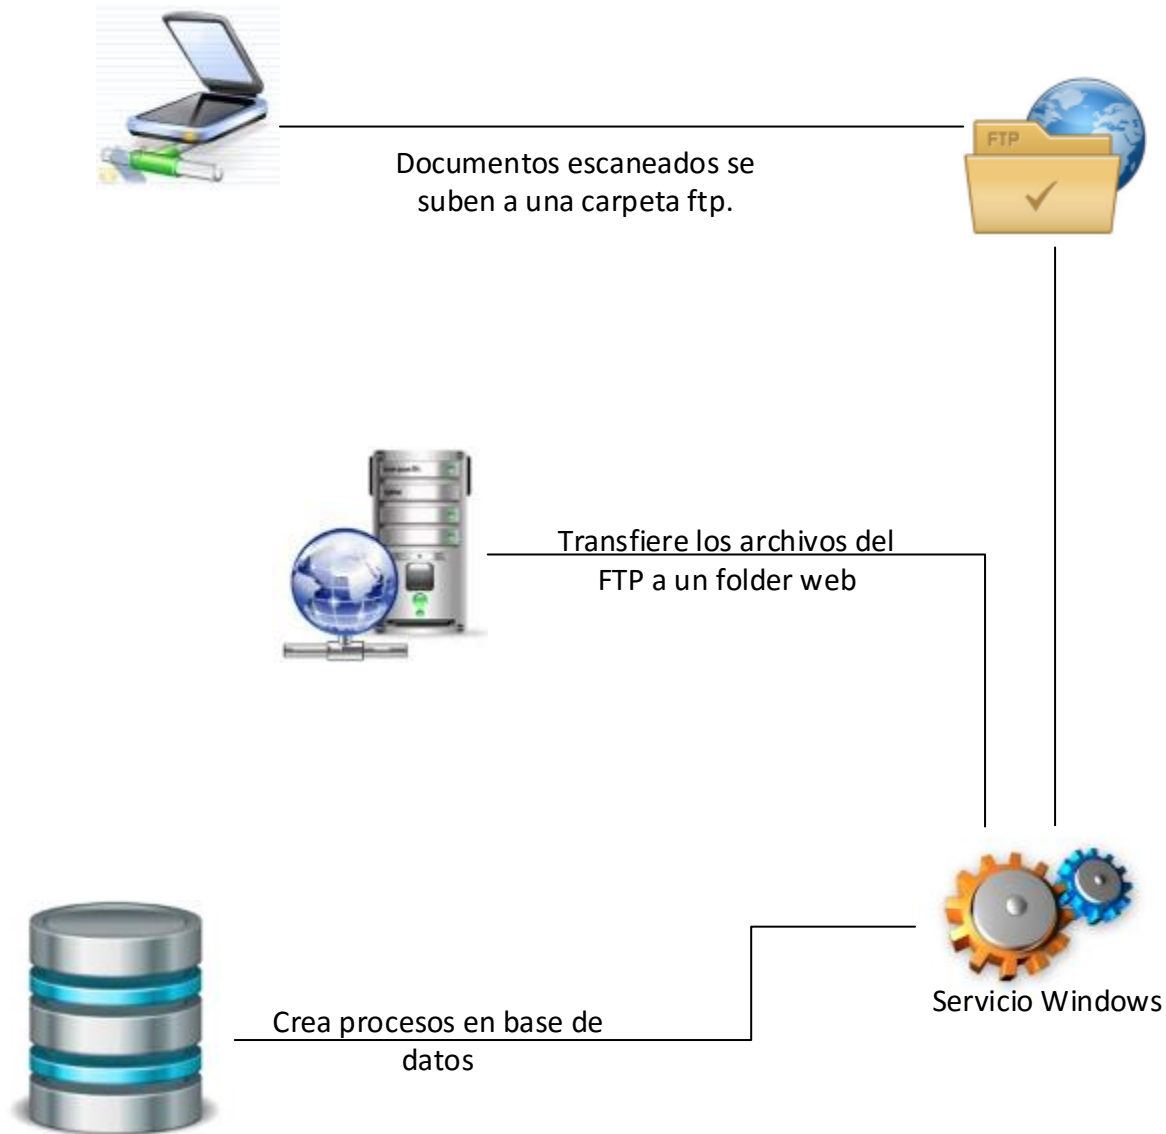 FTP
Documentos escaneados se
suben a una carpeta ftp.
Transfiere los archivos del
FTP a un folder web
Servicio Windows
Crea procesos en base de
datos